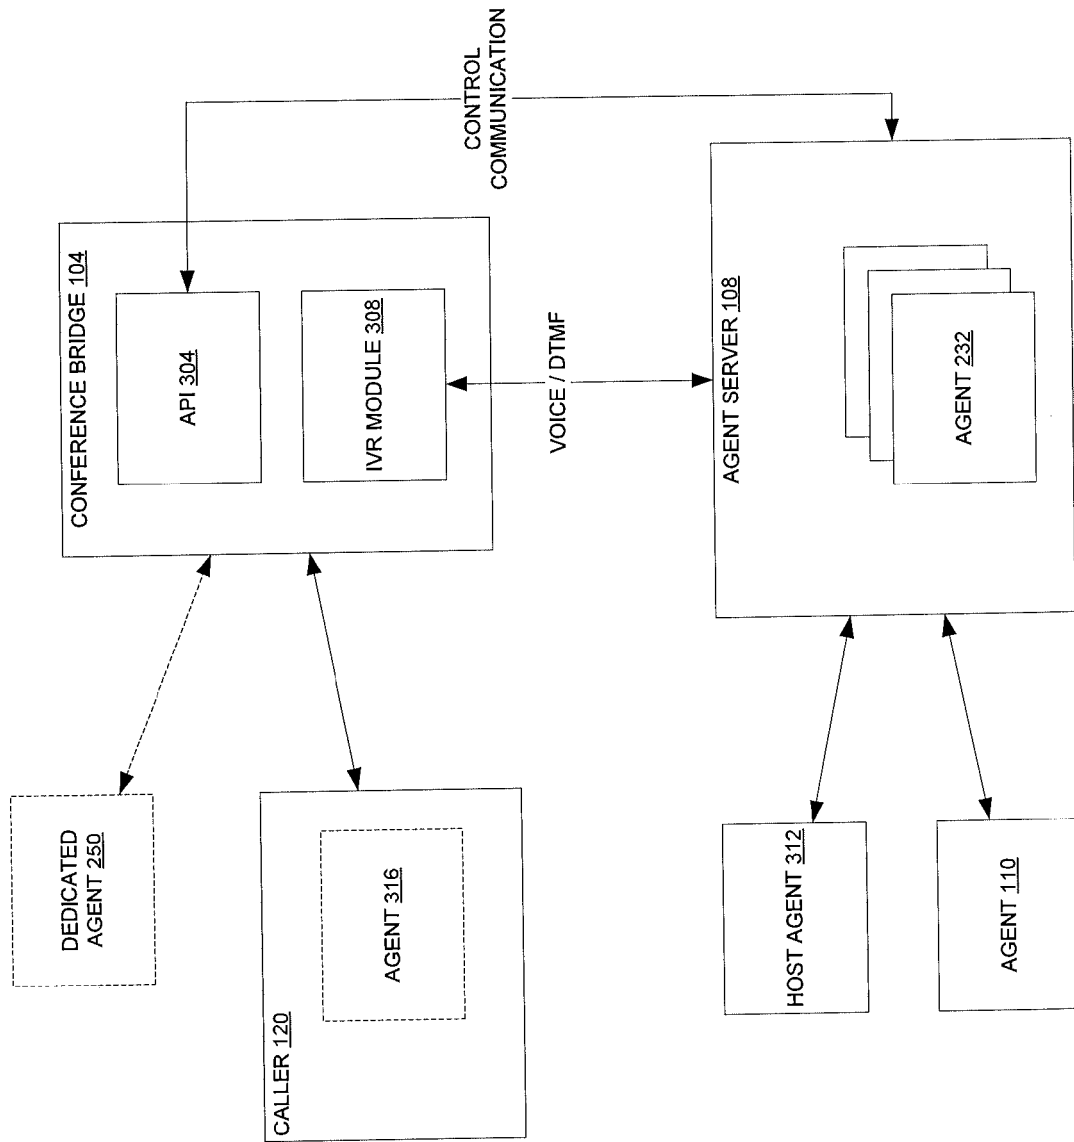 DEDICATED
AGENT 250
CONFERENCE BRIDGE 104
API 304
IVR MODULE 308
CALLER 120
AGENT 316
CONTROL
COMMUNICATION
VOICE / DTMF
HOST AGENT 312
AGENT 110
AGENT SERVER 108
AGENT 232